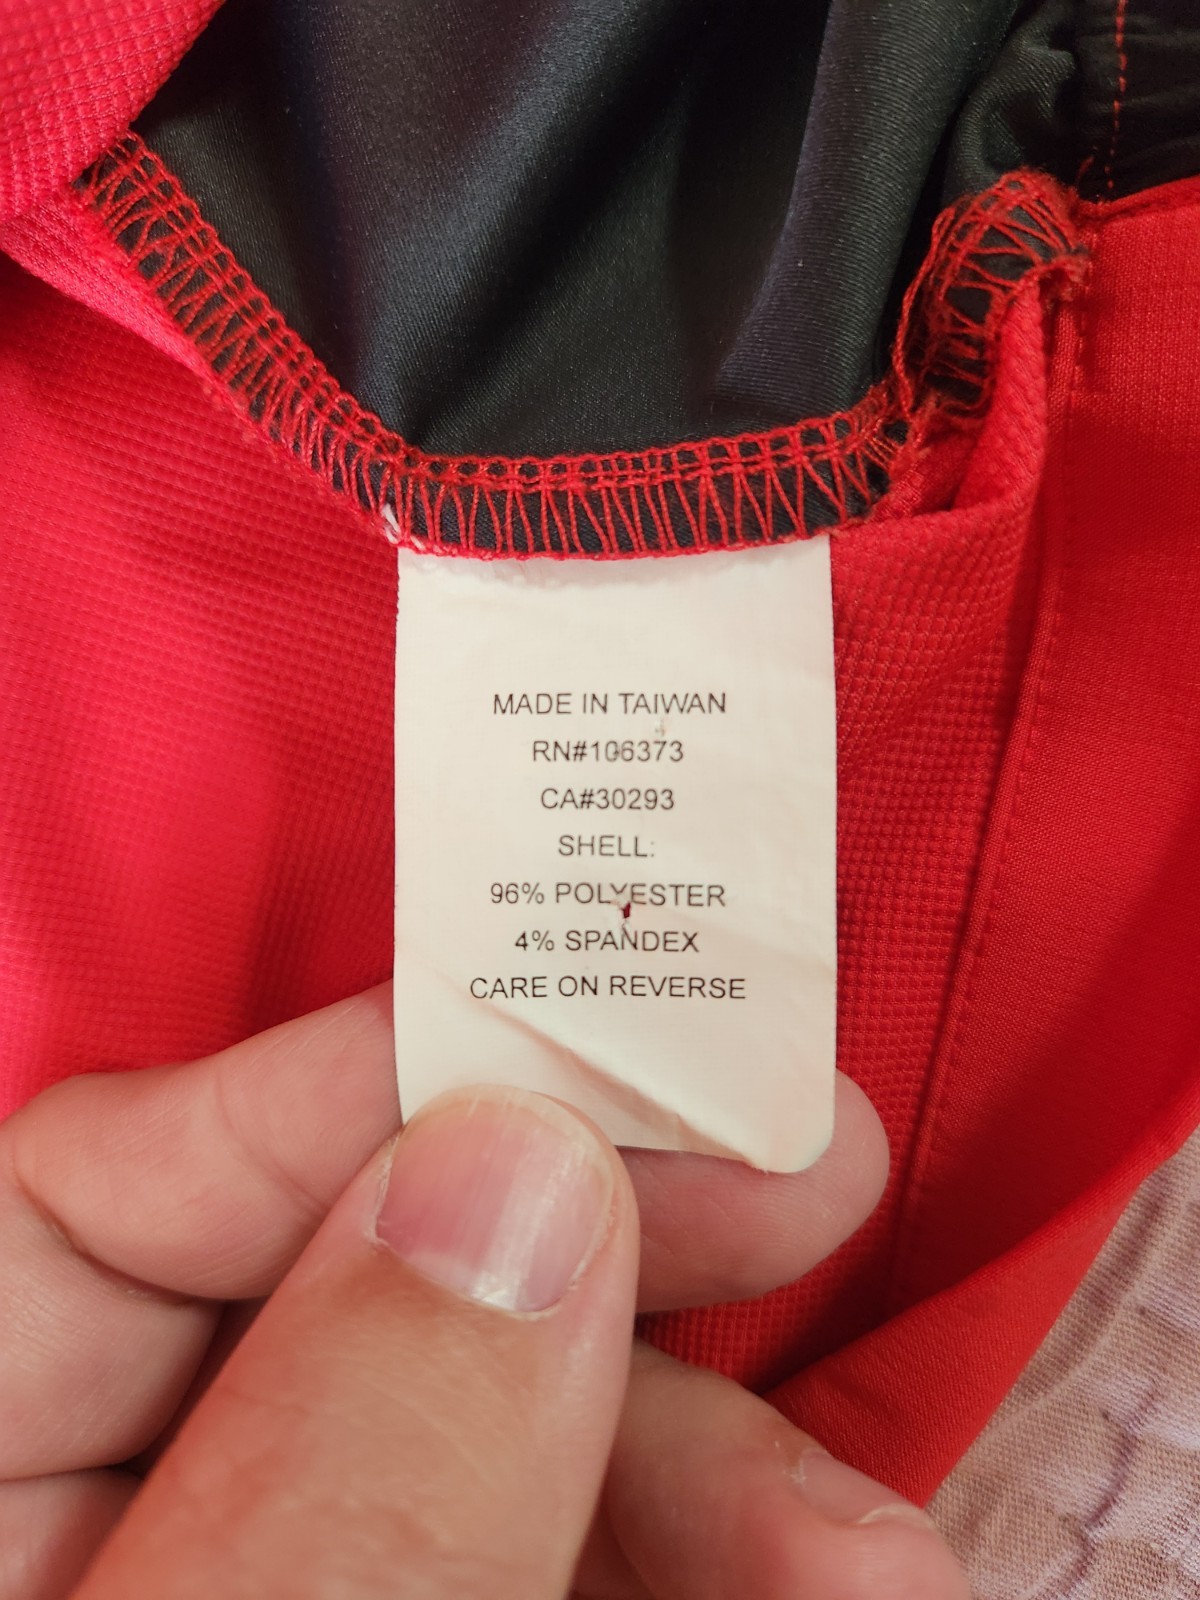 MADE IN TAIWAN
RN#106373
CA#30293
SHELL:
96% POLYESTER
4% SPANDEX
CARE ON REVERSE